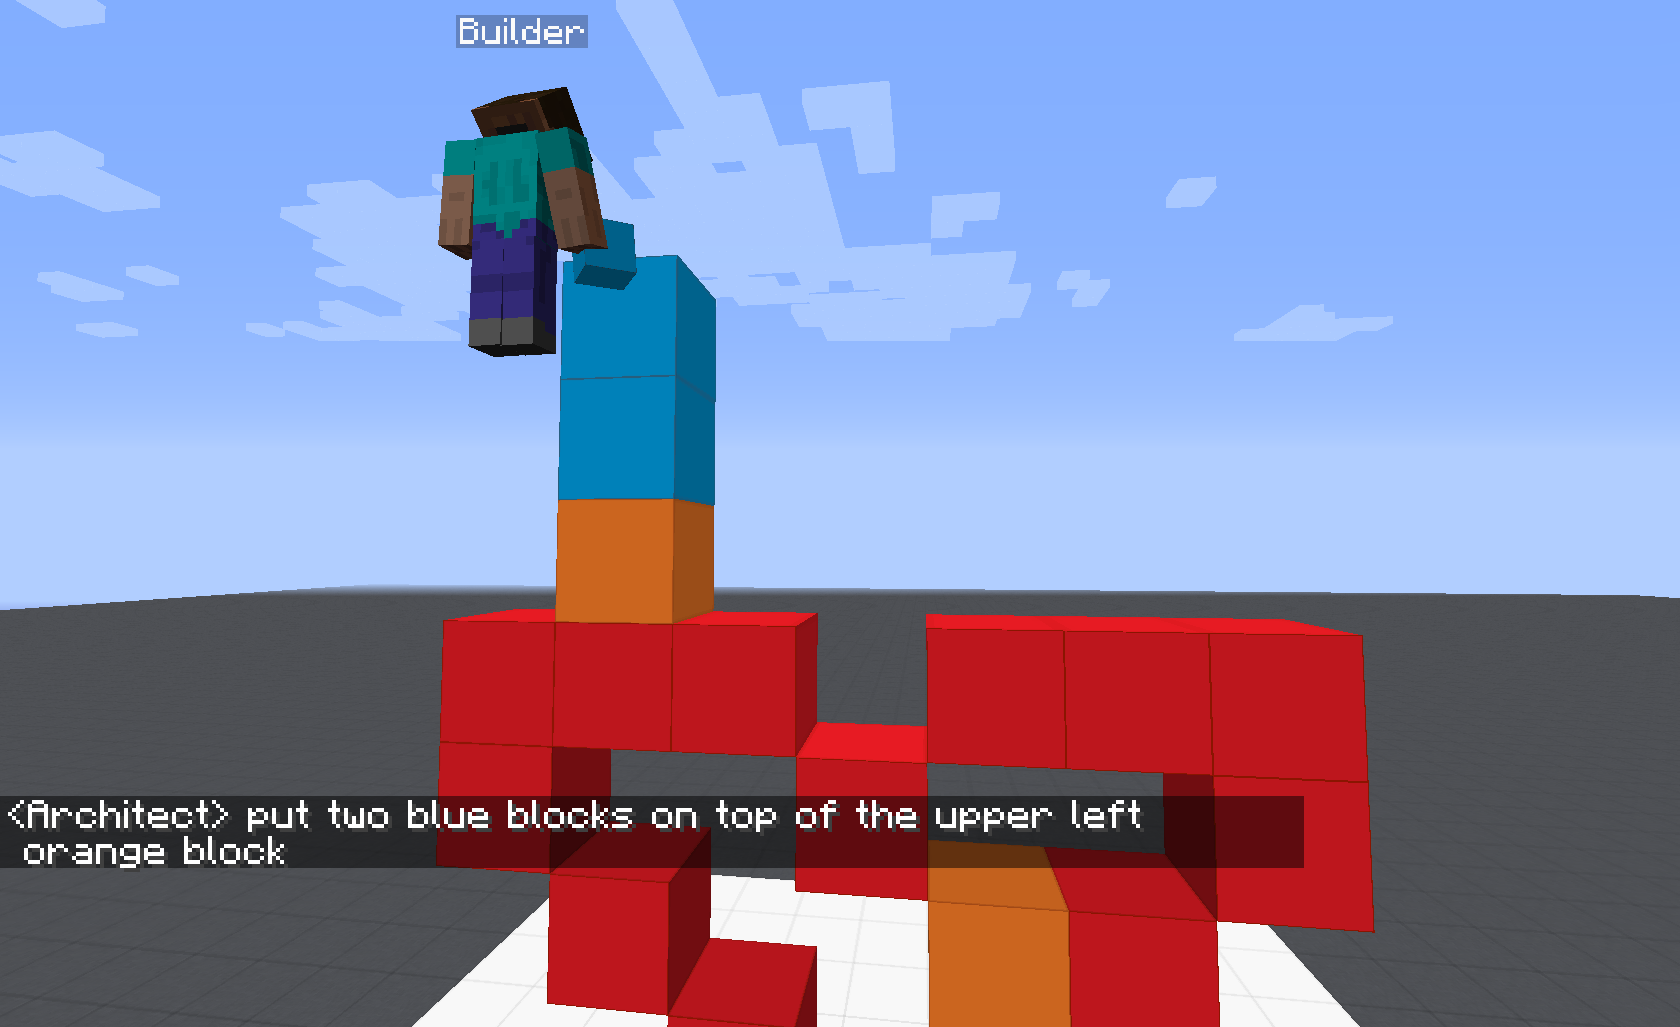 Builder
<Architect> put two blue blocks on top of the upper left
orange block